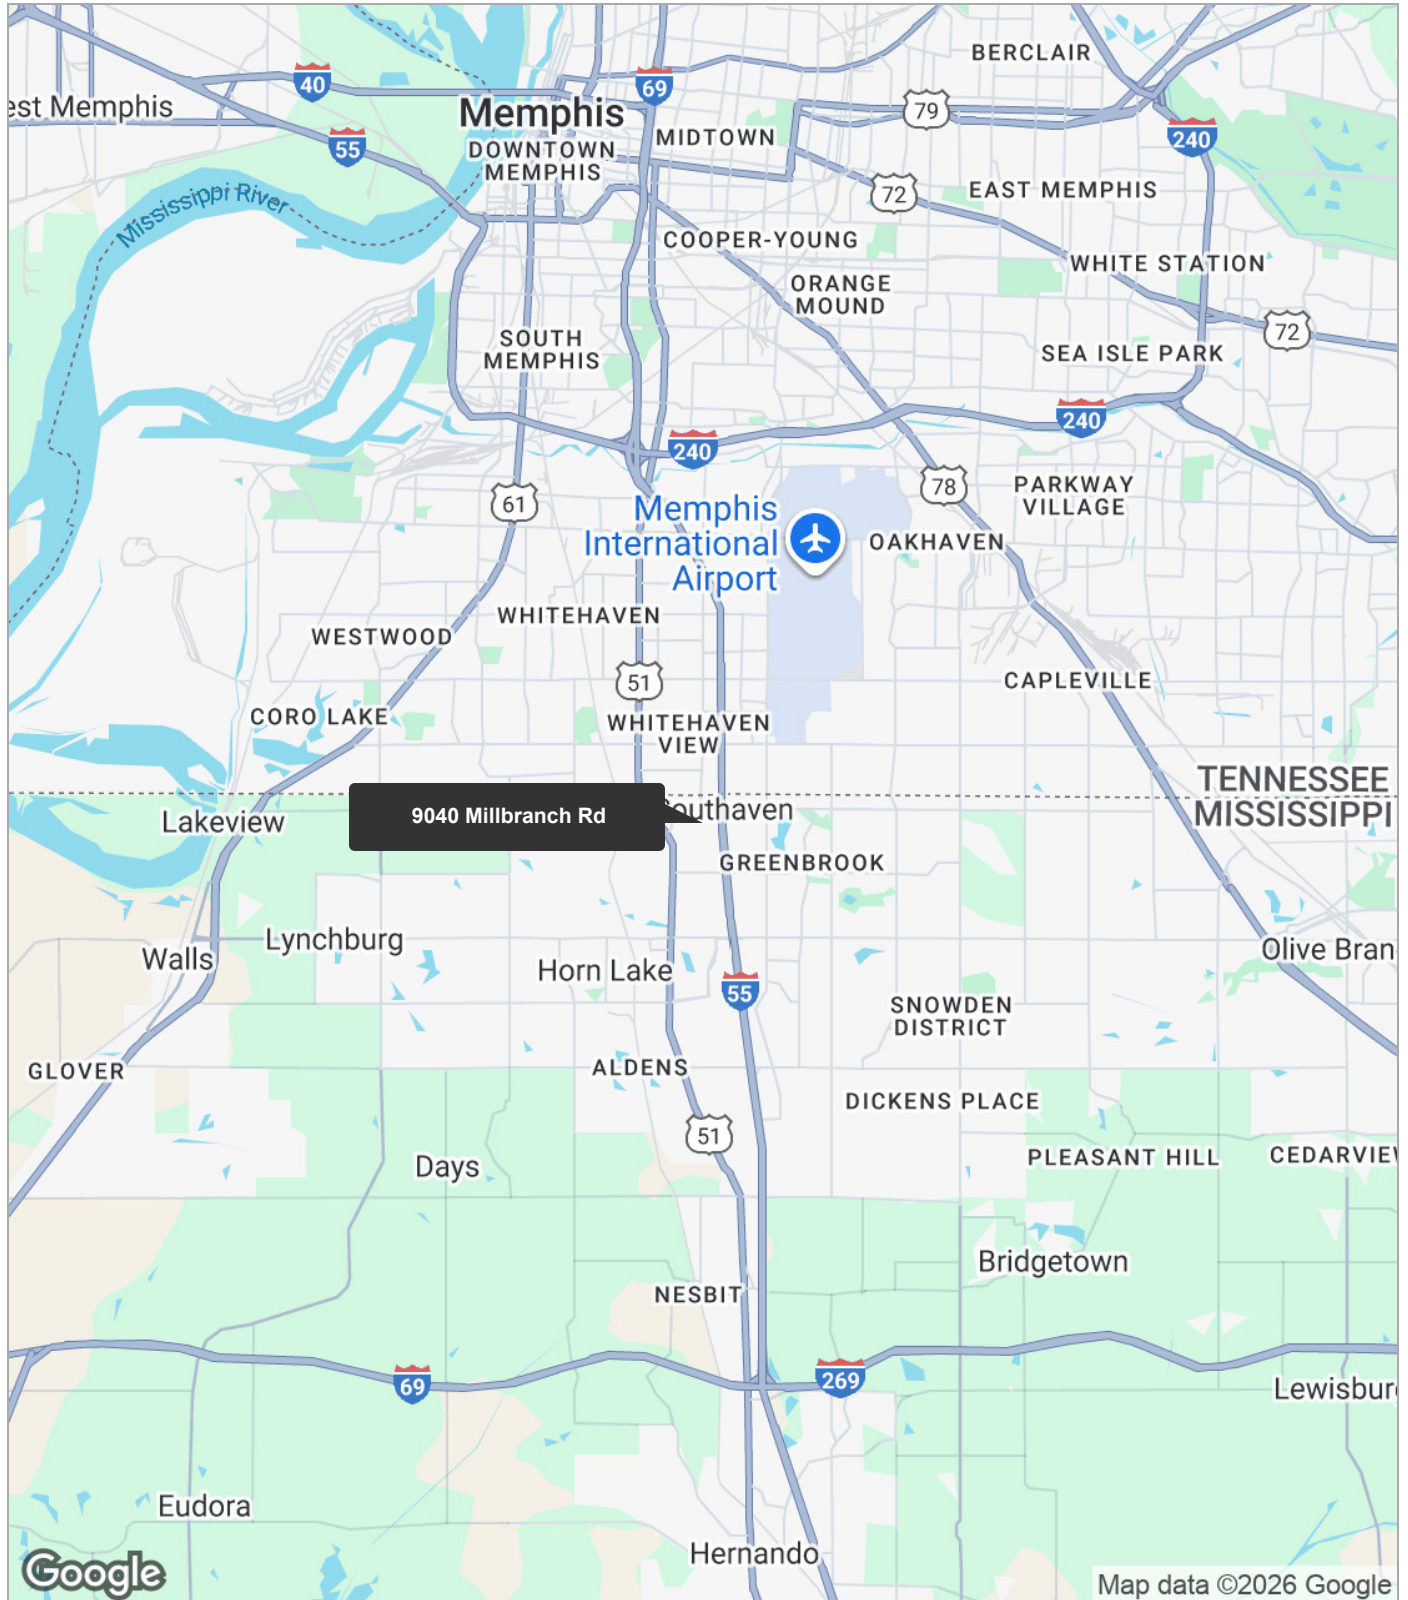 BERCLAIR
40
69
79
est Memphis
Memphis
55
MIDTOWN
240
DOWNTOWN
MEMPHIS
72
EAST MEMPHIS
Mississippi River
COOPER-YOUNG
WHITE STATION
ORANGE
MOUND
72
SOUTH
MEMPHIS
SEA ISLE PARK
240
240
78
61
PARKWAY
VILLAGE
Memphis
International
Airport
OAKHAVEN
WHITEHAVEN
WESTWOOD
51
CAPLEVILLE
CORO LAKE
WHITEHAVEN
VIEW
TENNESSEE
MISSISSIPPI
9040 Millbranch Rd
outhaven
Lakeview
GREENBROOK
Lynchburg
Walls
Olive Bran
Horn Lake
55
SNOWDEN
DISTRICT
GLOVER
ALDENS
DICKENS PLACE
51
Days
PLEASANT HILL
CEDARVIE
Bridgetown
NESBIT
69
269
Lewisbur
Eudora
Hernando
Google
Map data ©2026 Google